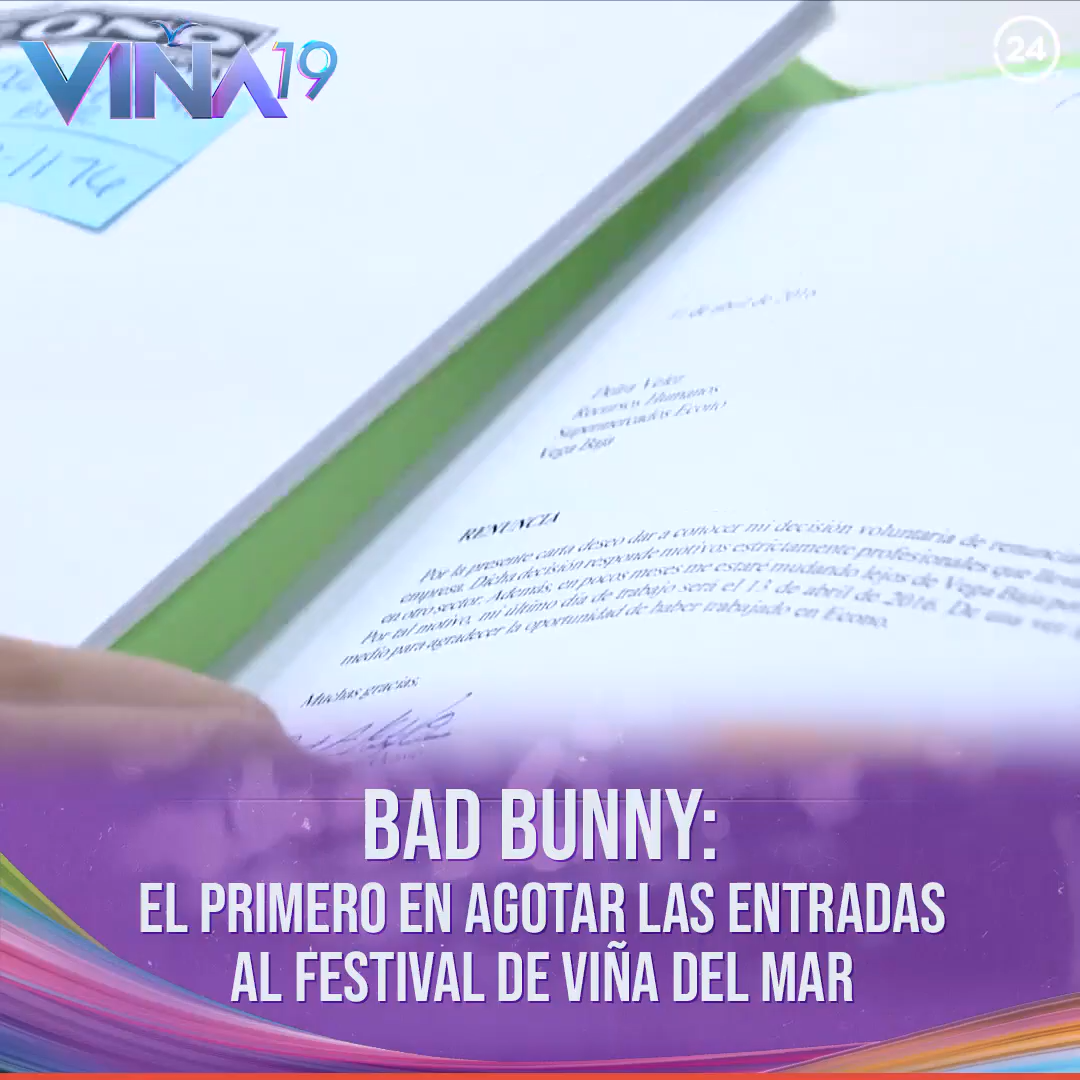 VIÑA19
24
-1174
de abril de 2016
Recursos Humanos
Supermercados Econo
Vega Baja
RENUNCIA
Por la presente carta deseo dar a conocer mi decisión voluntaria de
empresa. Dicha decisión responde motivos estrictamente profesionales que
en otro sector. Además, en pocos meses me estaré mudando lejos de Vega Baja
Por tal motivo, mi último día de trabajo será el 13 de abril de 2016. De una vez
medio para agradecer la oportunidad de haber trabajado en Econo.
Muchas gracias,
BAD BUNNY:
EL PRIMERO EN AGOTAR LAS ENTRADAS
AL FESTIVAL DE VIÑA DEL MAR